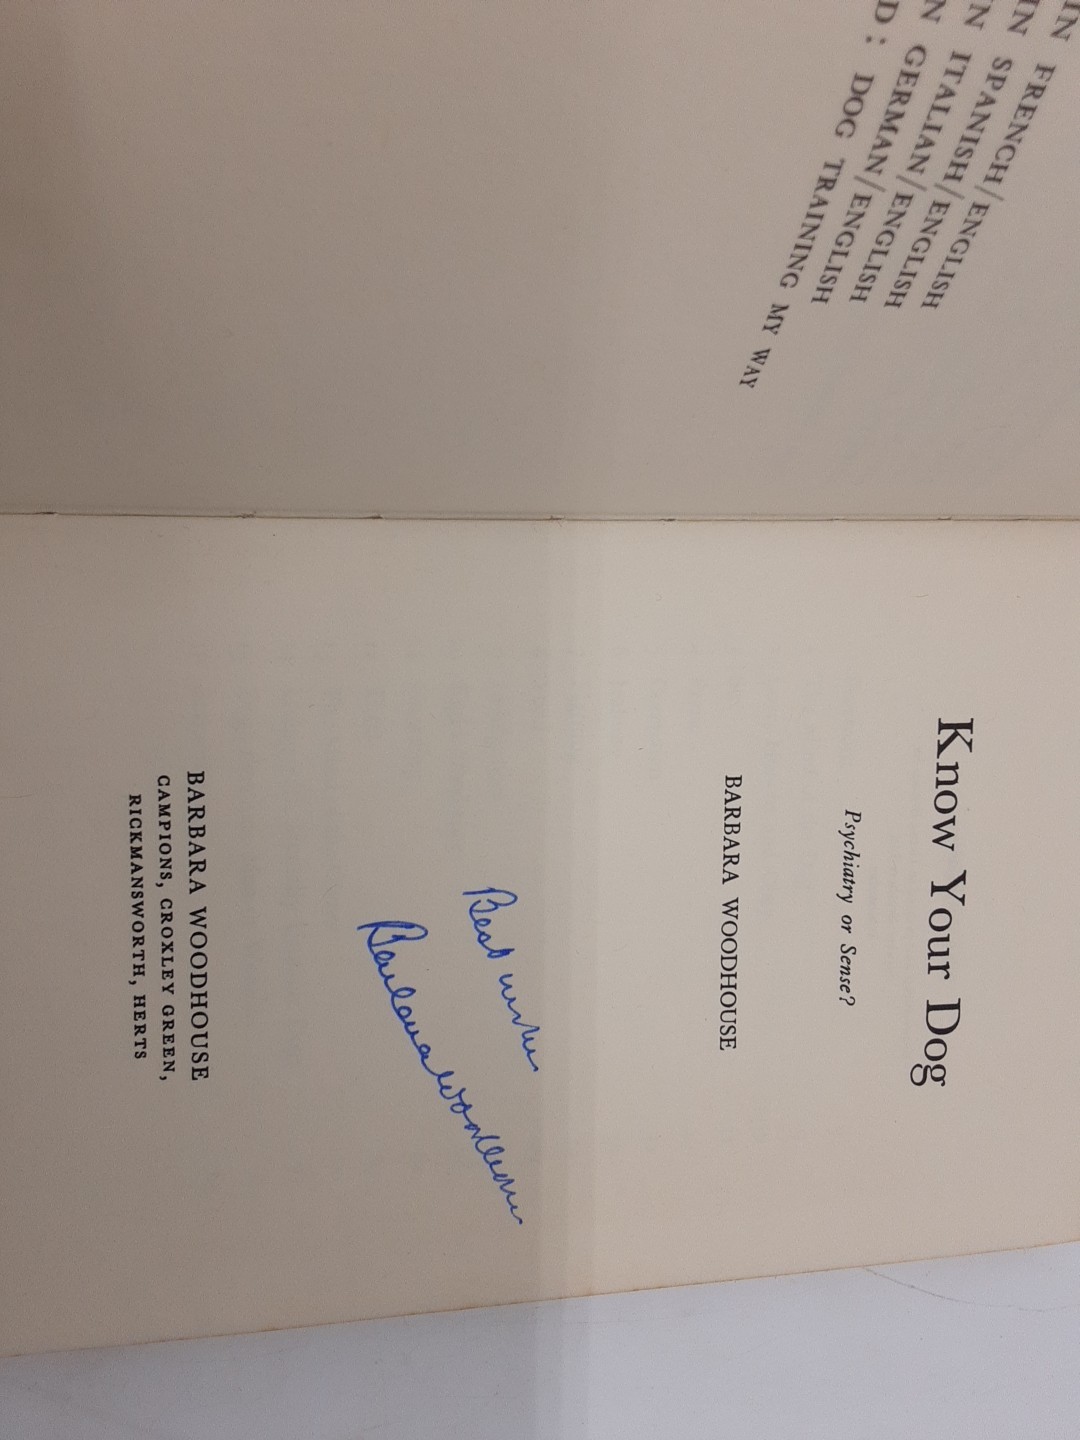 IN FRENCH/ENGLISH
IN SPANISH/ENGLISH
N ITALIAN/ENGLISH
N GERMAN/ENGLISH
D: DOG TRAINING MY WAY
Know Your Dog
Psychiatry or Sense?
BARBARA WOODHOUSE
Best wishes
Barbara Woodhouse
BARBARA WOODHOUSE
CAMPIONS, CROXLEY GREEN,
RICKMANSWORTH, HERTS